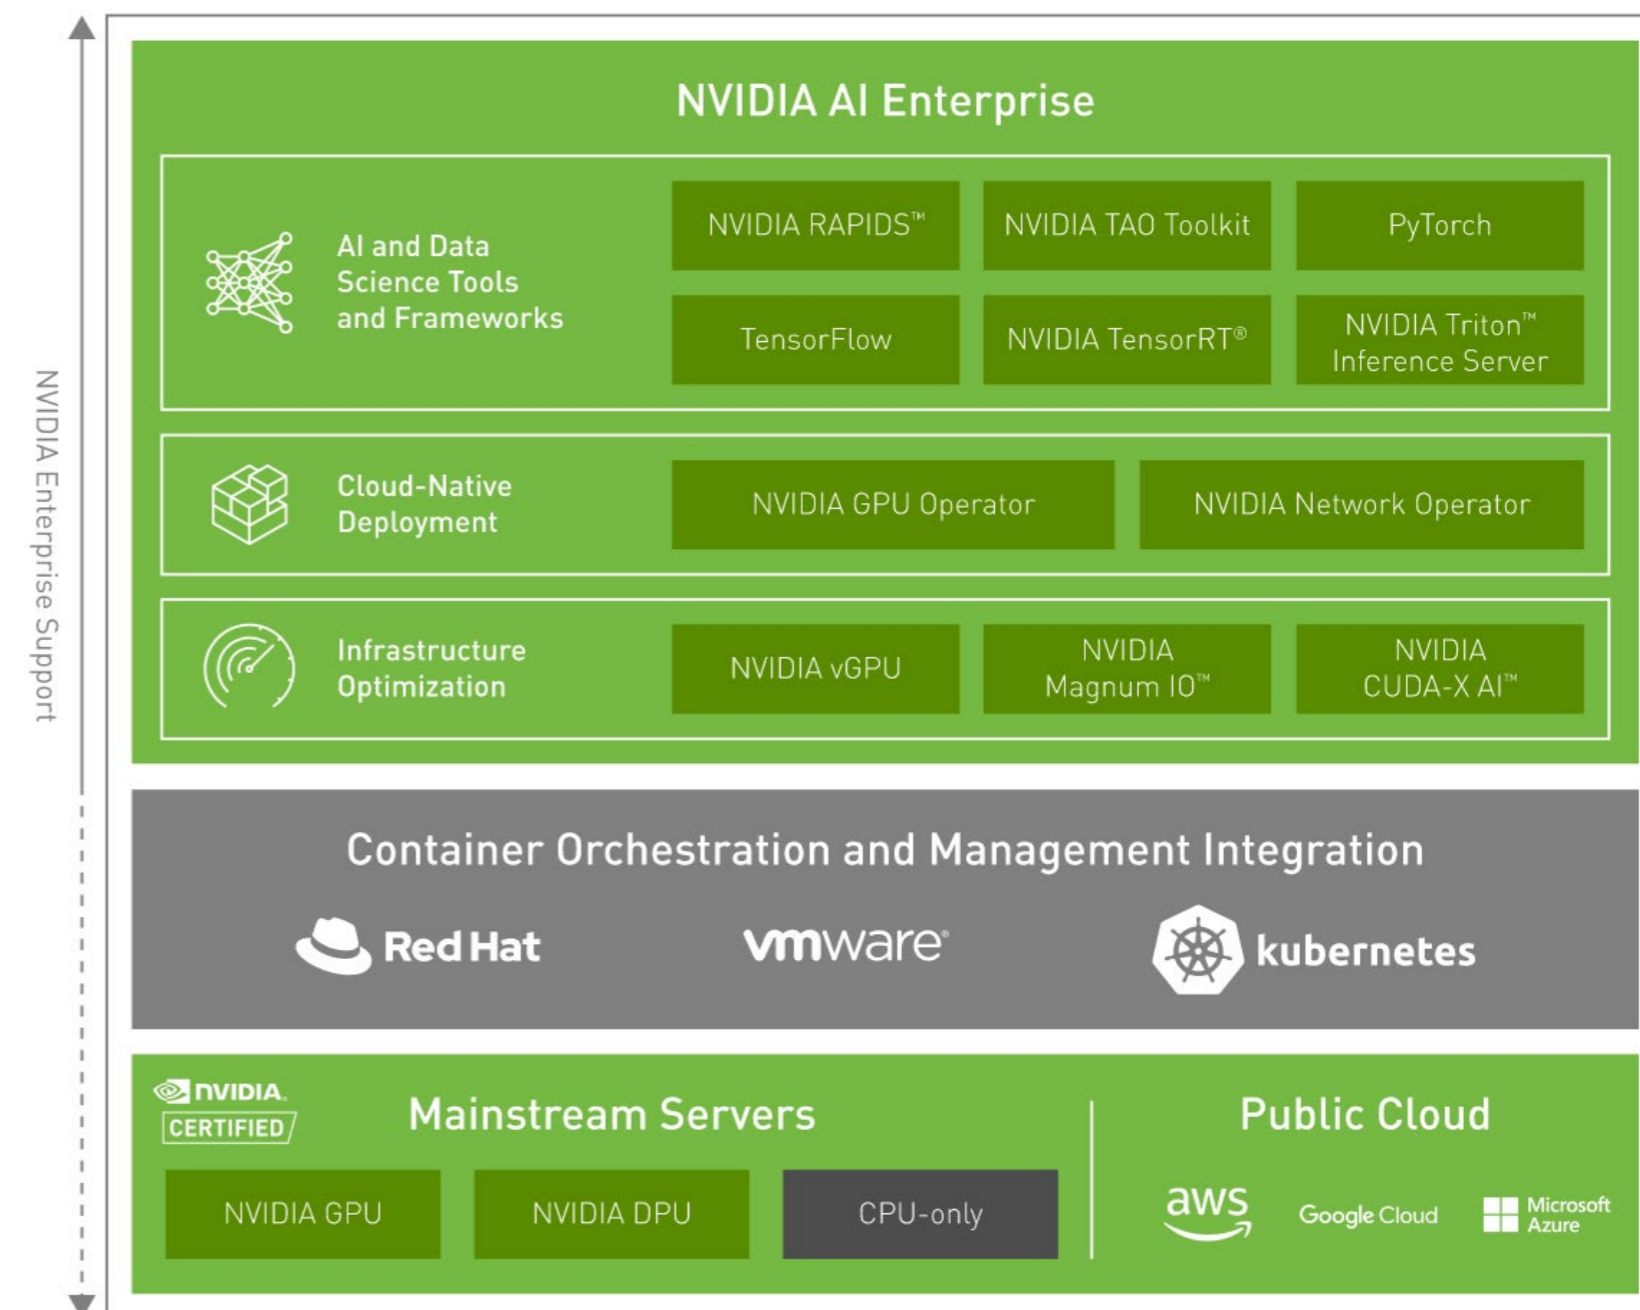 NVIDIA Enterprise Support
NVIDIA AI Enterprise
AI and Data
Science Tools
and Frameworks
NVIDIA RAPIDS™
NVIDIA TAO Toolkit
PyTorch
TensorFlow
NVIDIA TensorRT®
NVIDIA Triton™
Inference Server
Cloud-Native
Deployment
NVIDIA GPU Operator
NVIDIA Network Operator
Infrastructure
Optimization
NVIDIA vGPU
NVIDIA
Magnum IO™
NVIDIA
CUDA-X AI™
Container Orchestration and Management Integration
Red Hat
vmware®
kubernetes
NVIDIA.
CERTIFIED
Mainstream Servers
NVIDIA GPU
NVIDIA DPU
CPU-only
Public Cloud
aws
Google Cloud
Microsoft
Azure